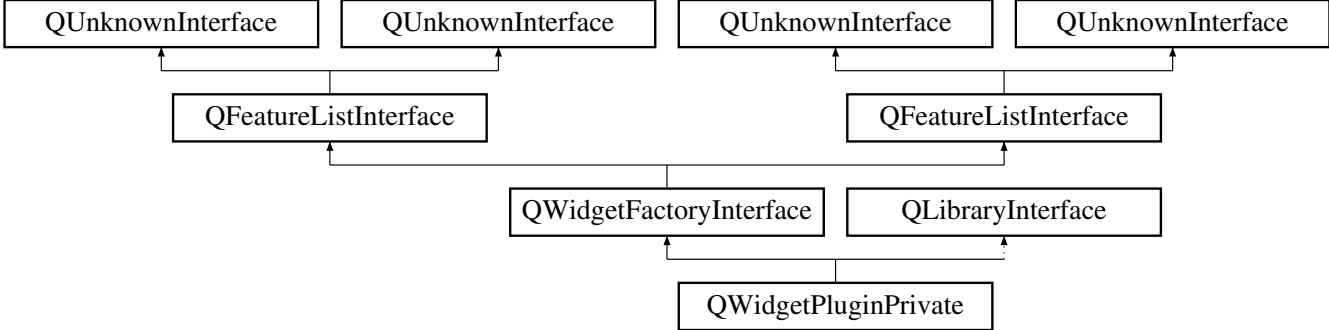 QUnknownInterface
QUnknownInterface
QUnknownInterface
QUnknownInterface
QFeatureListInterface
QFeatureListInterface
QWidgetFactoryInterface
QLibraryInterface
QWidgetPluginPrivate